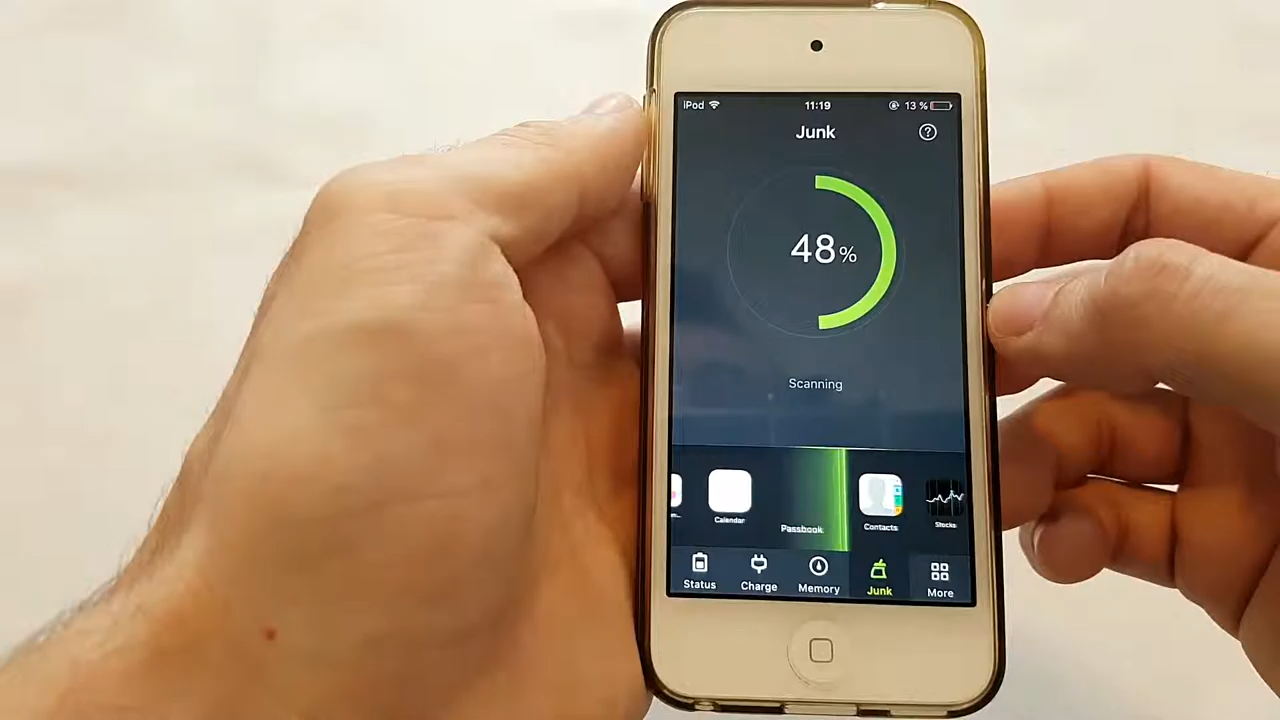 iPod 11:19 13 %
Junk ?
48%
Scanning
Calendar Passbook Contacts Stocks
Status Charge Memory Junk More